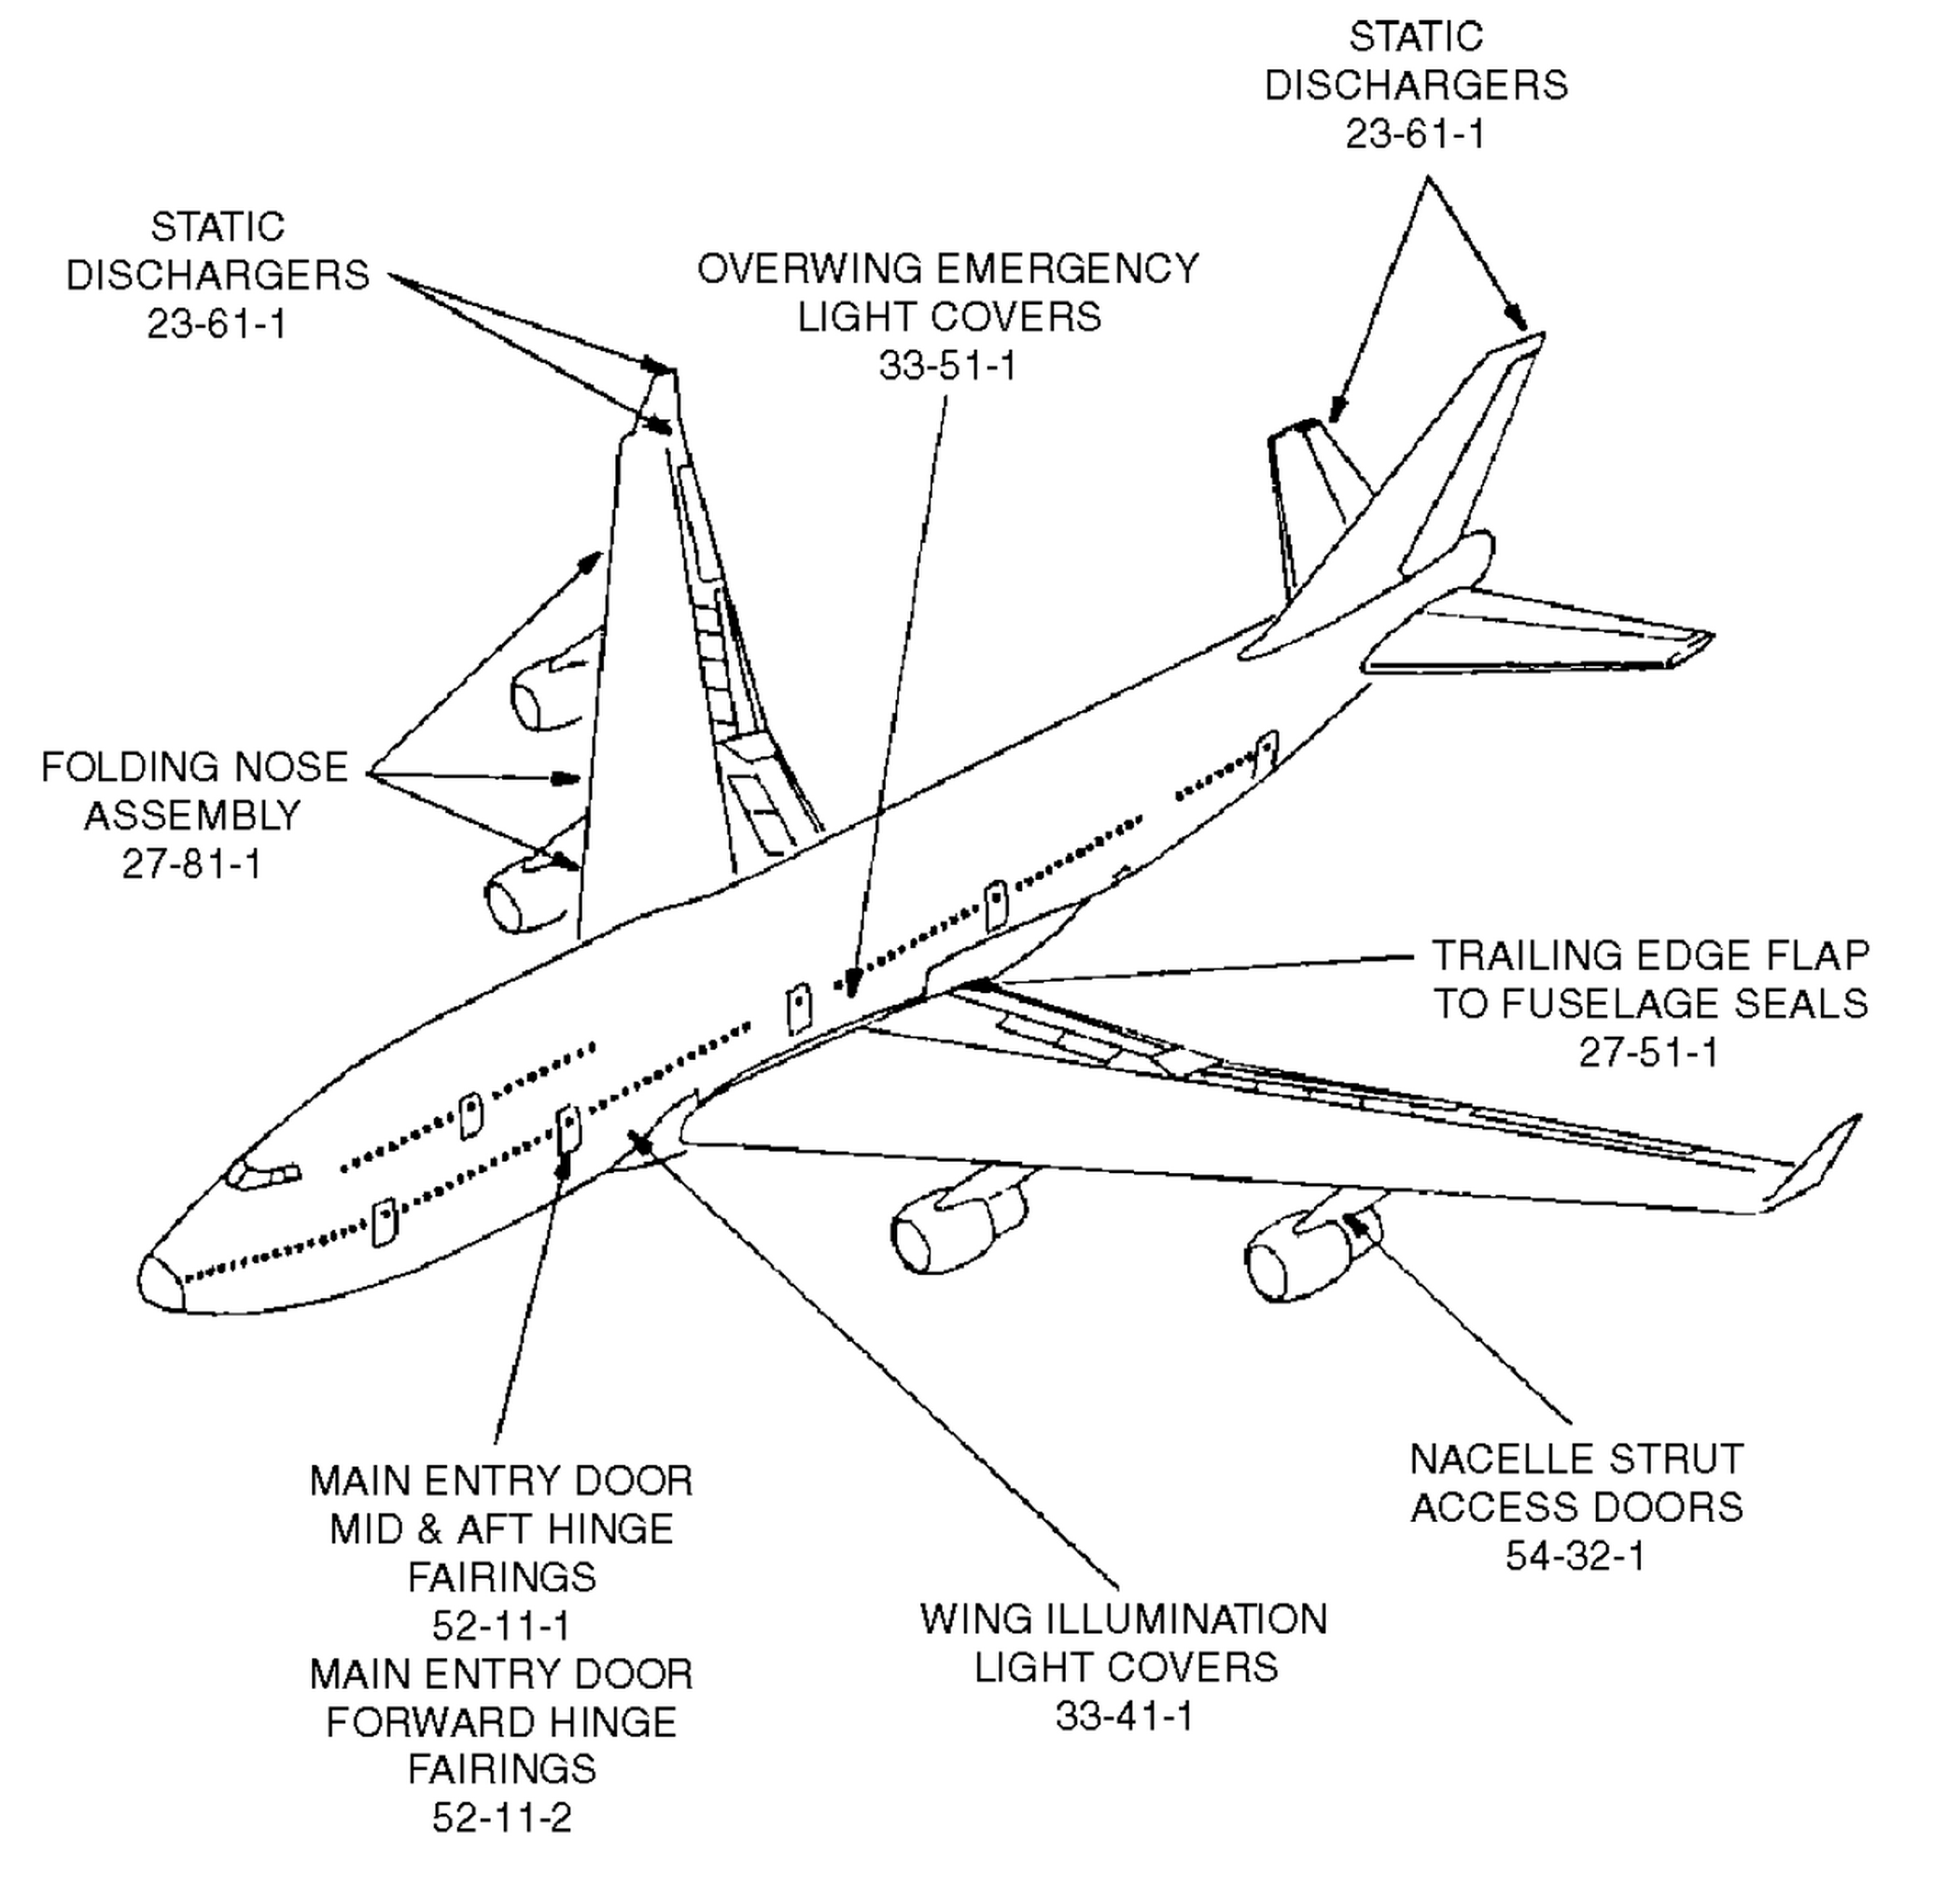 STATIC
DISCHARGERS
23-61-1
STATIC
DISCHARGERS
23-61-1
OVERWING EMERGENCY
LIGHT COVERS
33-51-1
FOLDING NOSE
ASSEMBLY
27-81-1
TRAILING EDGE FLAP
TO FUSELAGE SEALS
27-51-1
MAIN ENTRY DOOR
MID & AFT HINGE
FAIRINGS
52-11-1
MAIN ENTRY DOOR
FORWARD HINGE
FAIRINGS
52-11-2
WING ILLUMINATION
LIGHT COVERS
33-41-1
NACELLE STRUT
ACCESS DOORS
54-32-1